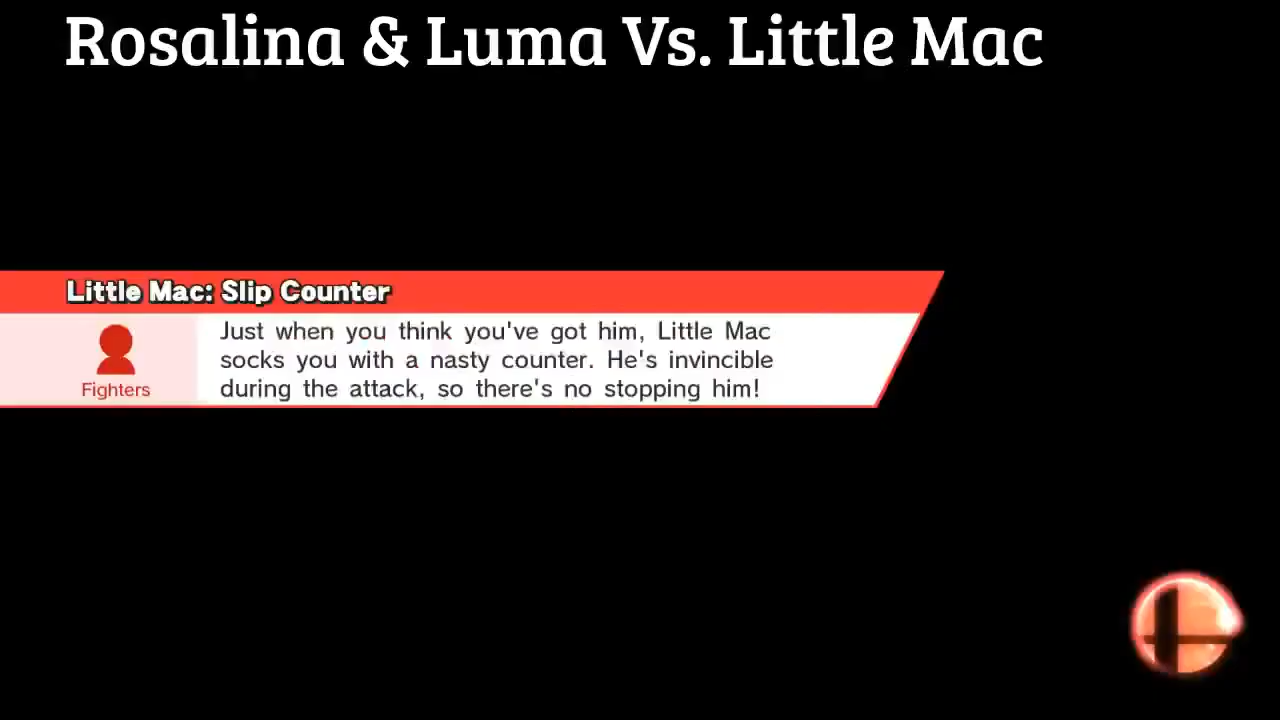 Rosalina & Luma Vs. Little Mac
Little Mac: Slip Counter
Just when you think you've got him, Little Mac
socks you with a nasty counter. He's invincible
during the attack, so there's no stopping him!
Fighters